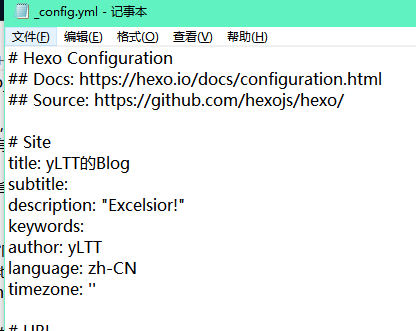 _config.yml - 记事本
文件(F) 编辑(E) 格式(O) 查看(V) 帮助(H)
# Hexo Configuration
## Docs: https://hexo.io/docs/configuration.html
## Source: https://github.com/hexojs/hexo/
# Site
title: yLTT的Blog
subtitle:
description: "Excelsior!"
keywords:
author: yLTT
language: zh-CN
timezone: ''